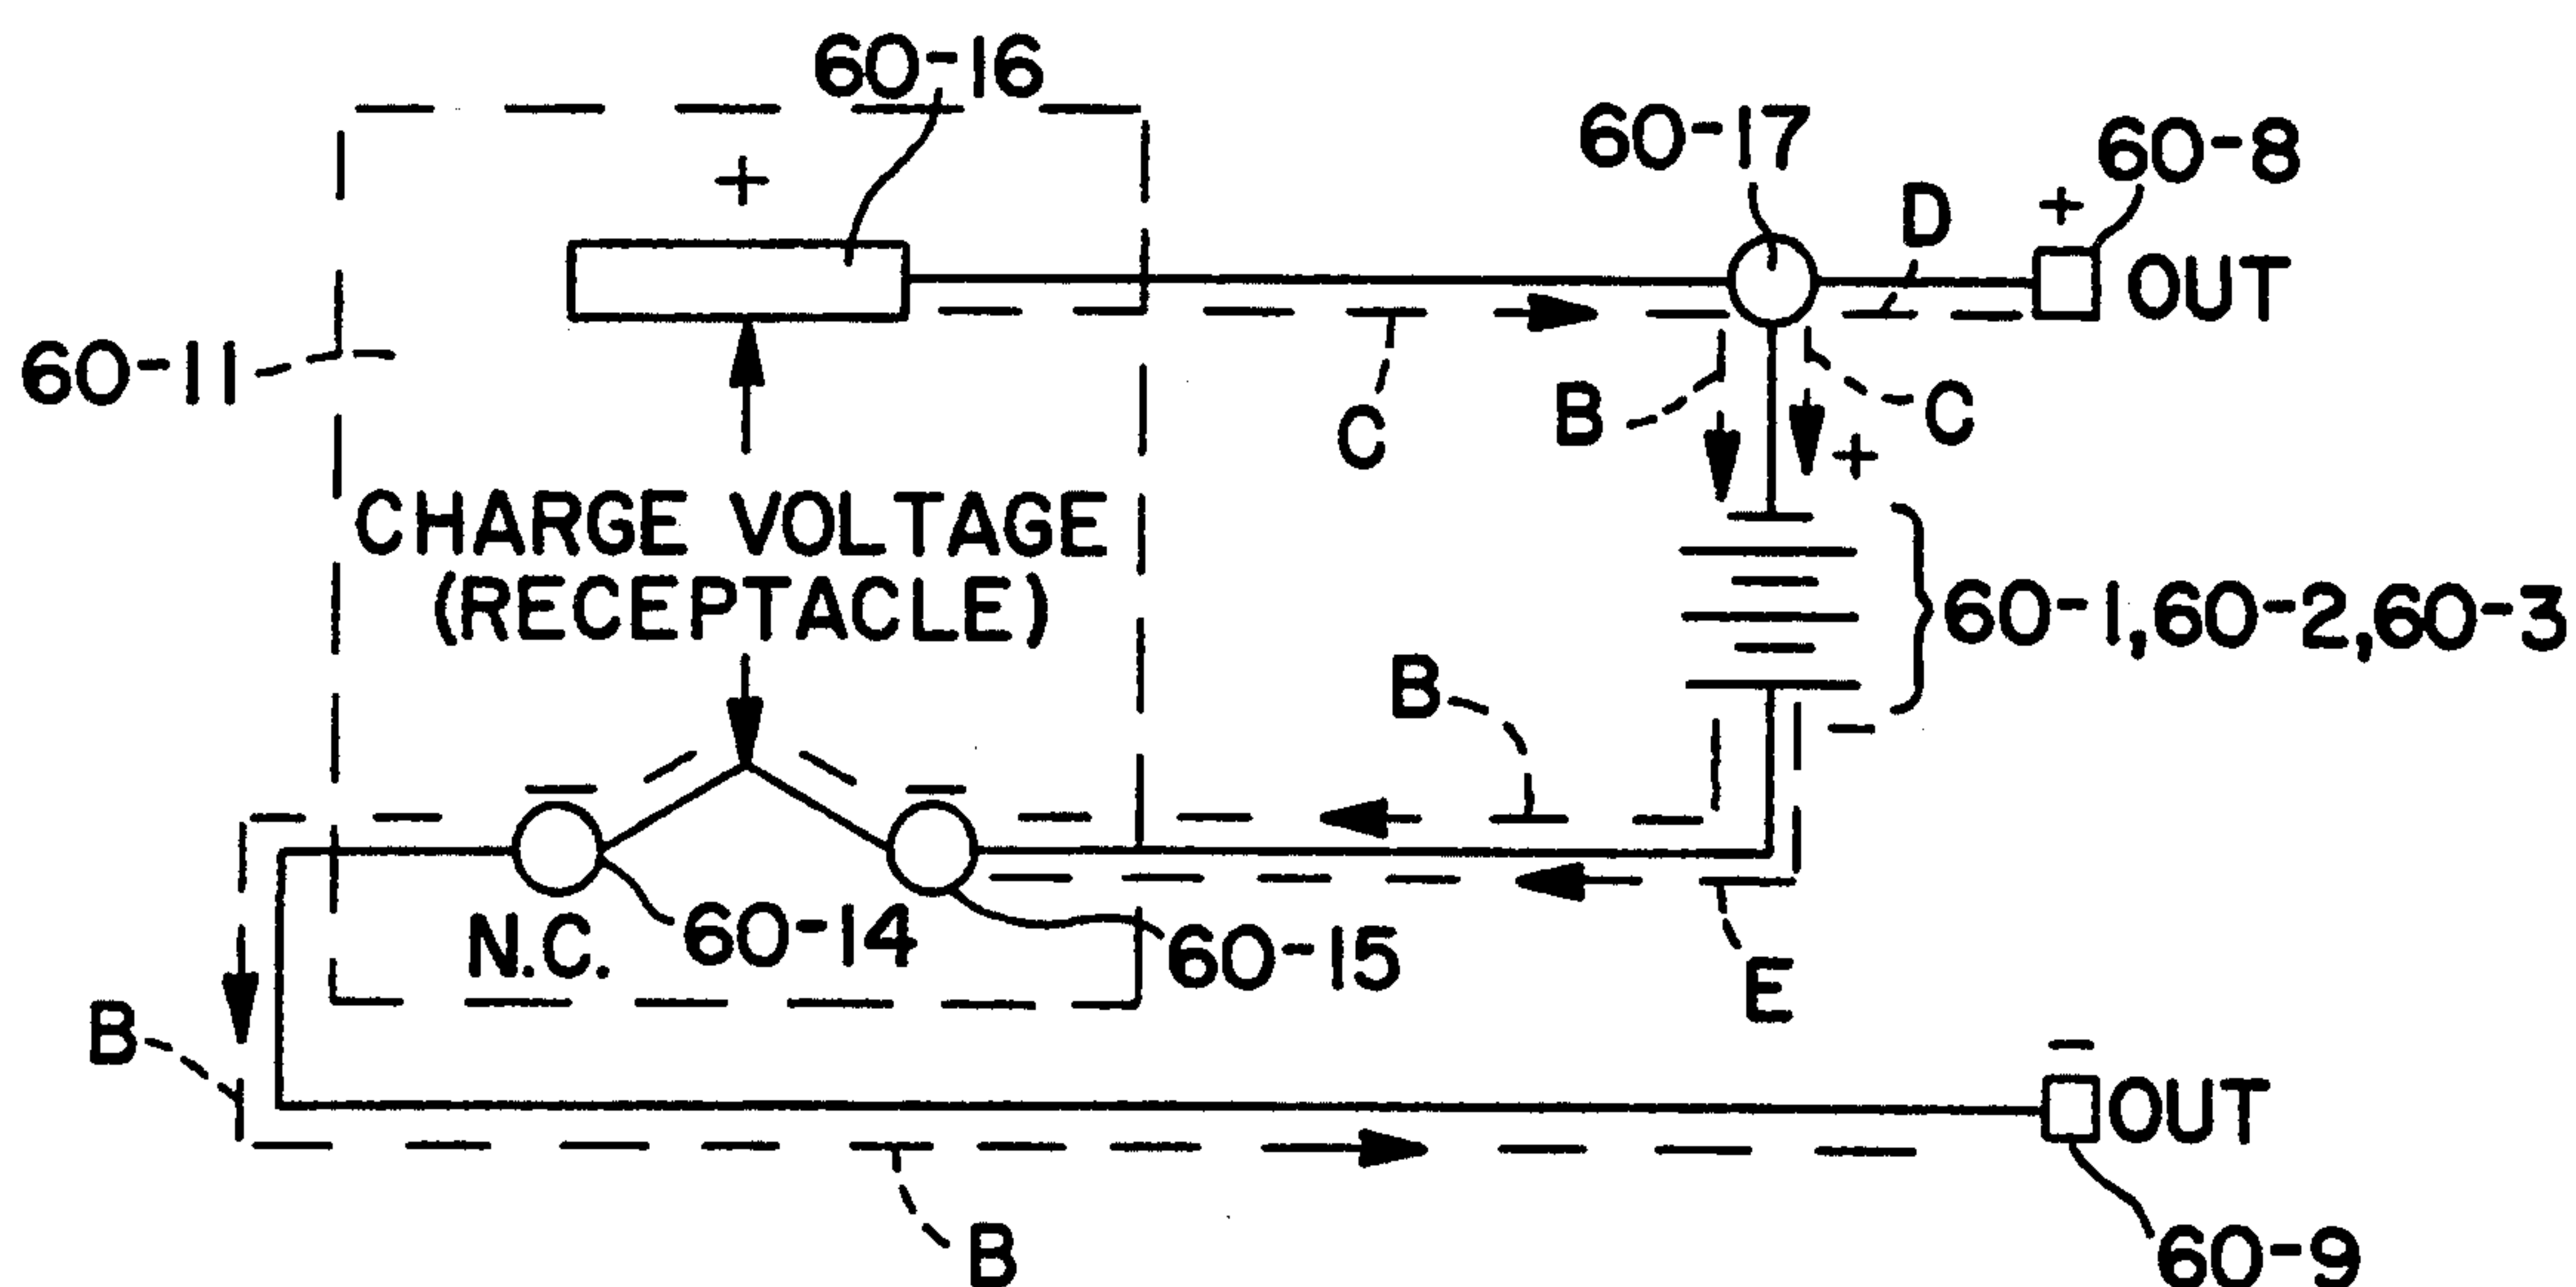 60-16
60-17
60-8
+
+
D
OUT
60-11
C
B
C
+
CHARGE VOLTAGE
(RECEPTACLE)
60-1,60-2,60-3
B
−
−
−
N.C.
60-14
60-15
E
B
−
OUT
B
60-9